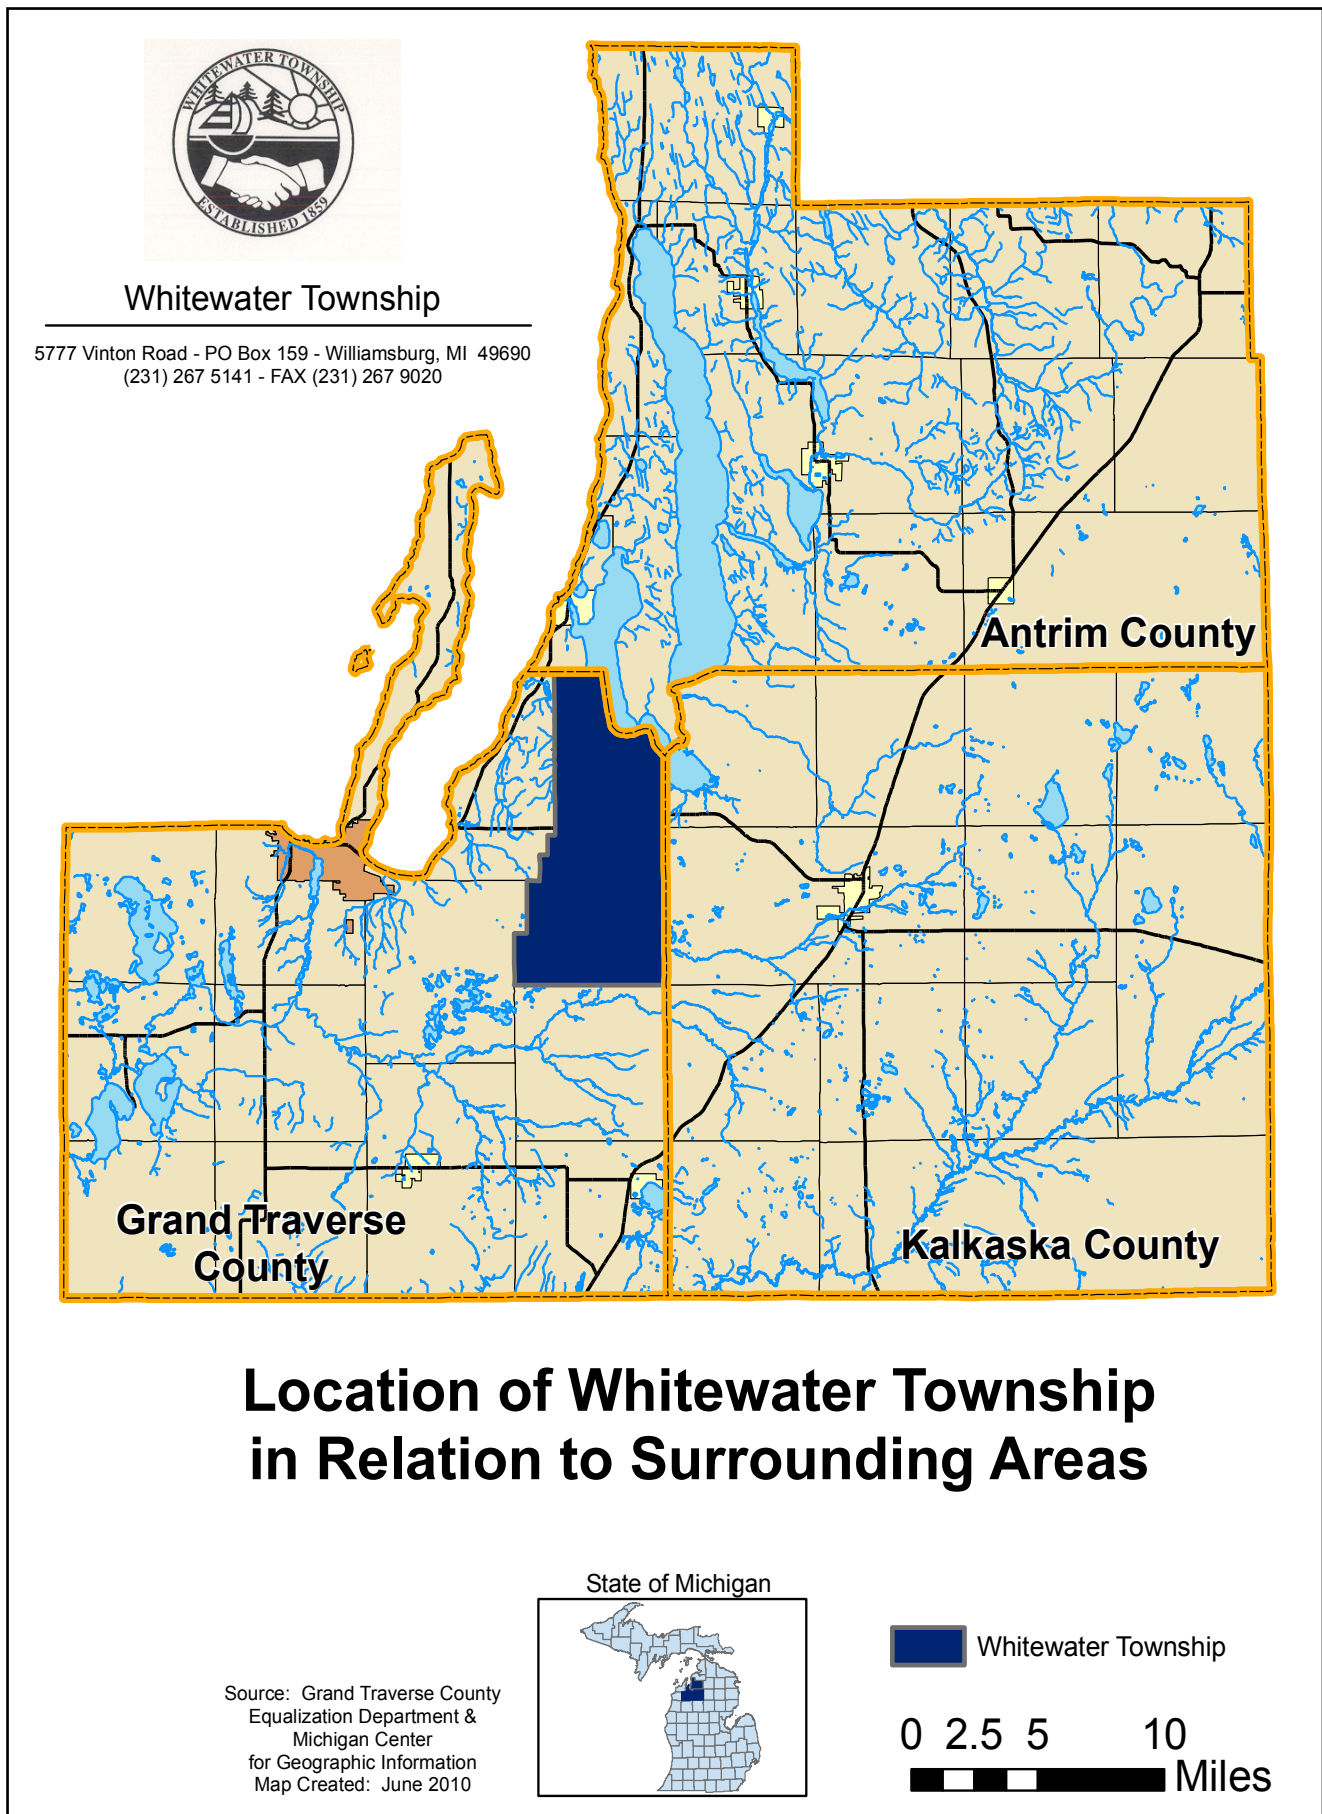 WHITEWATER TOWNSHIP
ESTABLISHED 1859
Whitewater Township
5777 Vinton Road - PO Box 159 - Williamsburg, MI  49690
(231) 267 5141 - FAX (231) 267 9020
Antrim County
Grand Traverse
County
Kalkaska County
Location of Whitewater Township
in Relation to Surrounding Areas
State of Michigan
Whitewater Township
Source:  Grand Traverse County
Equalization Department &
Michigan Center
for Geographic Information
Map Created:  June 2010
0 2.5 5 10
Miles